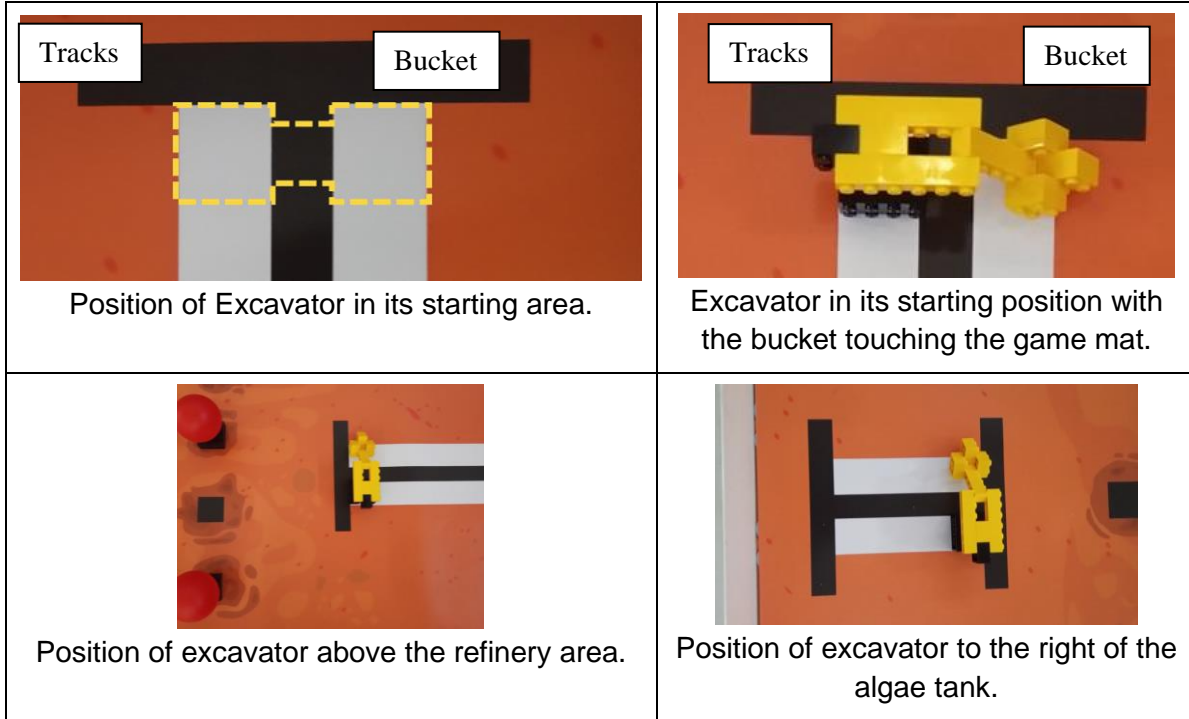 Tracks
Bucket
Position of Excavator in its starting area.
Tracks
Bucket
Excavator in its starting position with
the bucket touching the game mat.
Position of excavator above the refinery area.
Position of excavator to the right of the
algae tank.